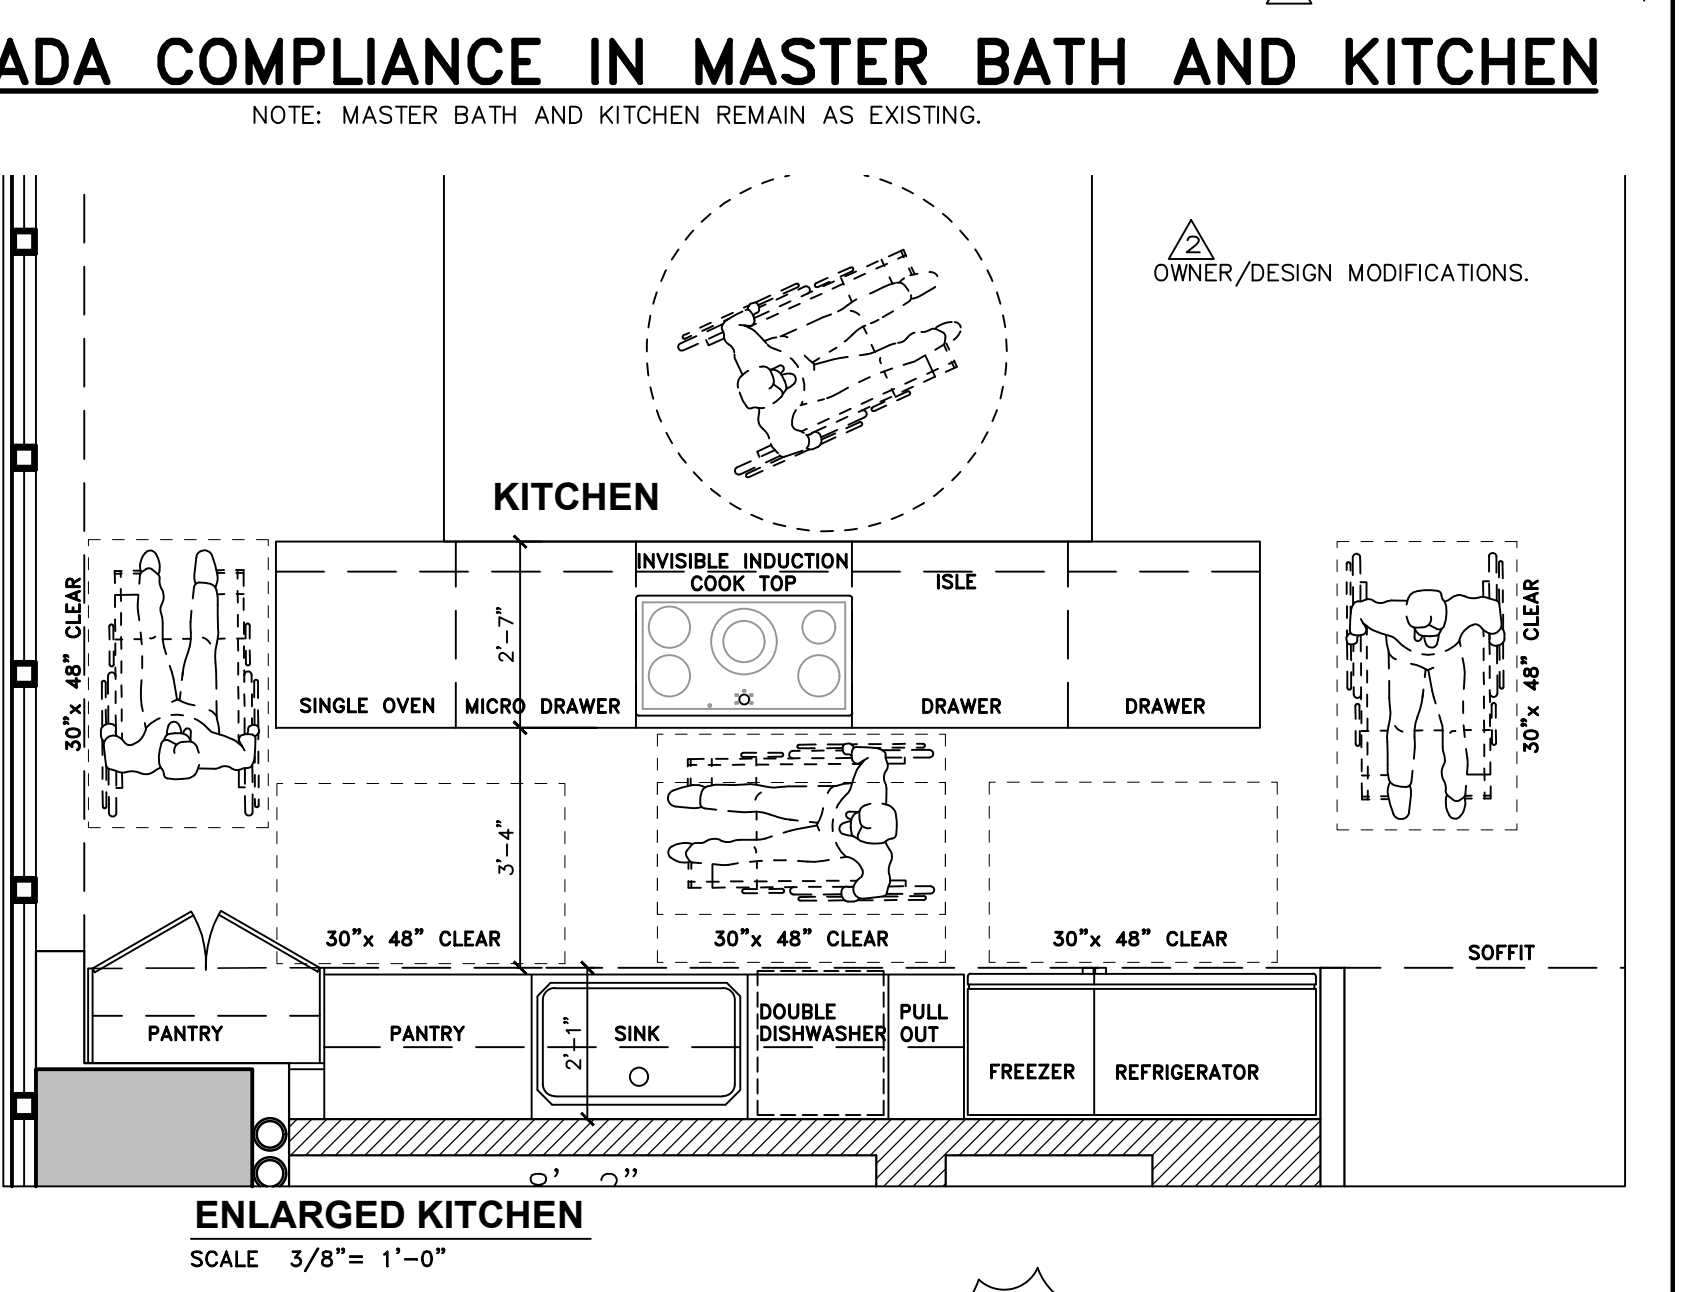 ADA COMPLIANCE IN MASTER BATH AND KITCHEN
NOTE: MASTER BATH AND KITCHEN REMAIN AS EXISTING.
2
OWNER/DESIGN MODIFICATIONS.
KITCHEN
INVISIBLE INDUCTION
COOK TOP
ISLE
30”x 48” CLEAR
2’-7”
30”x 48” CLEAR
SINGLE OVEN
MICRO DRAWER
DRAWER
DRAWER
3’-4”
30”x 48” CLEAR
30”x 48” CLEAR
30”x 48” CLEAR
SOFFIT
PANTRY
PANTRY
2’-1”
SINK
DOUBLE
DISHWASHER
PULL
OUT
FREEZER
REFRIGERATOR
ENLARGED KITCHEN
SCALE 3/8”= 1’-0”